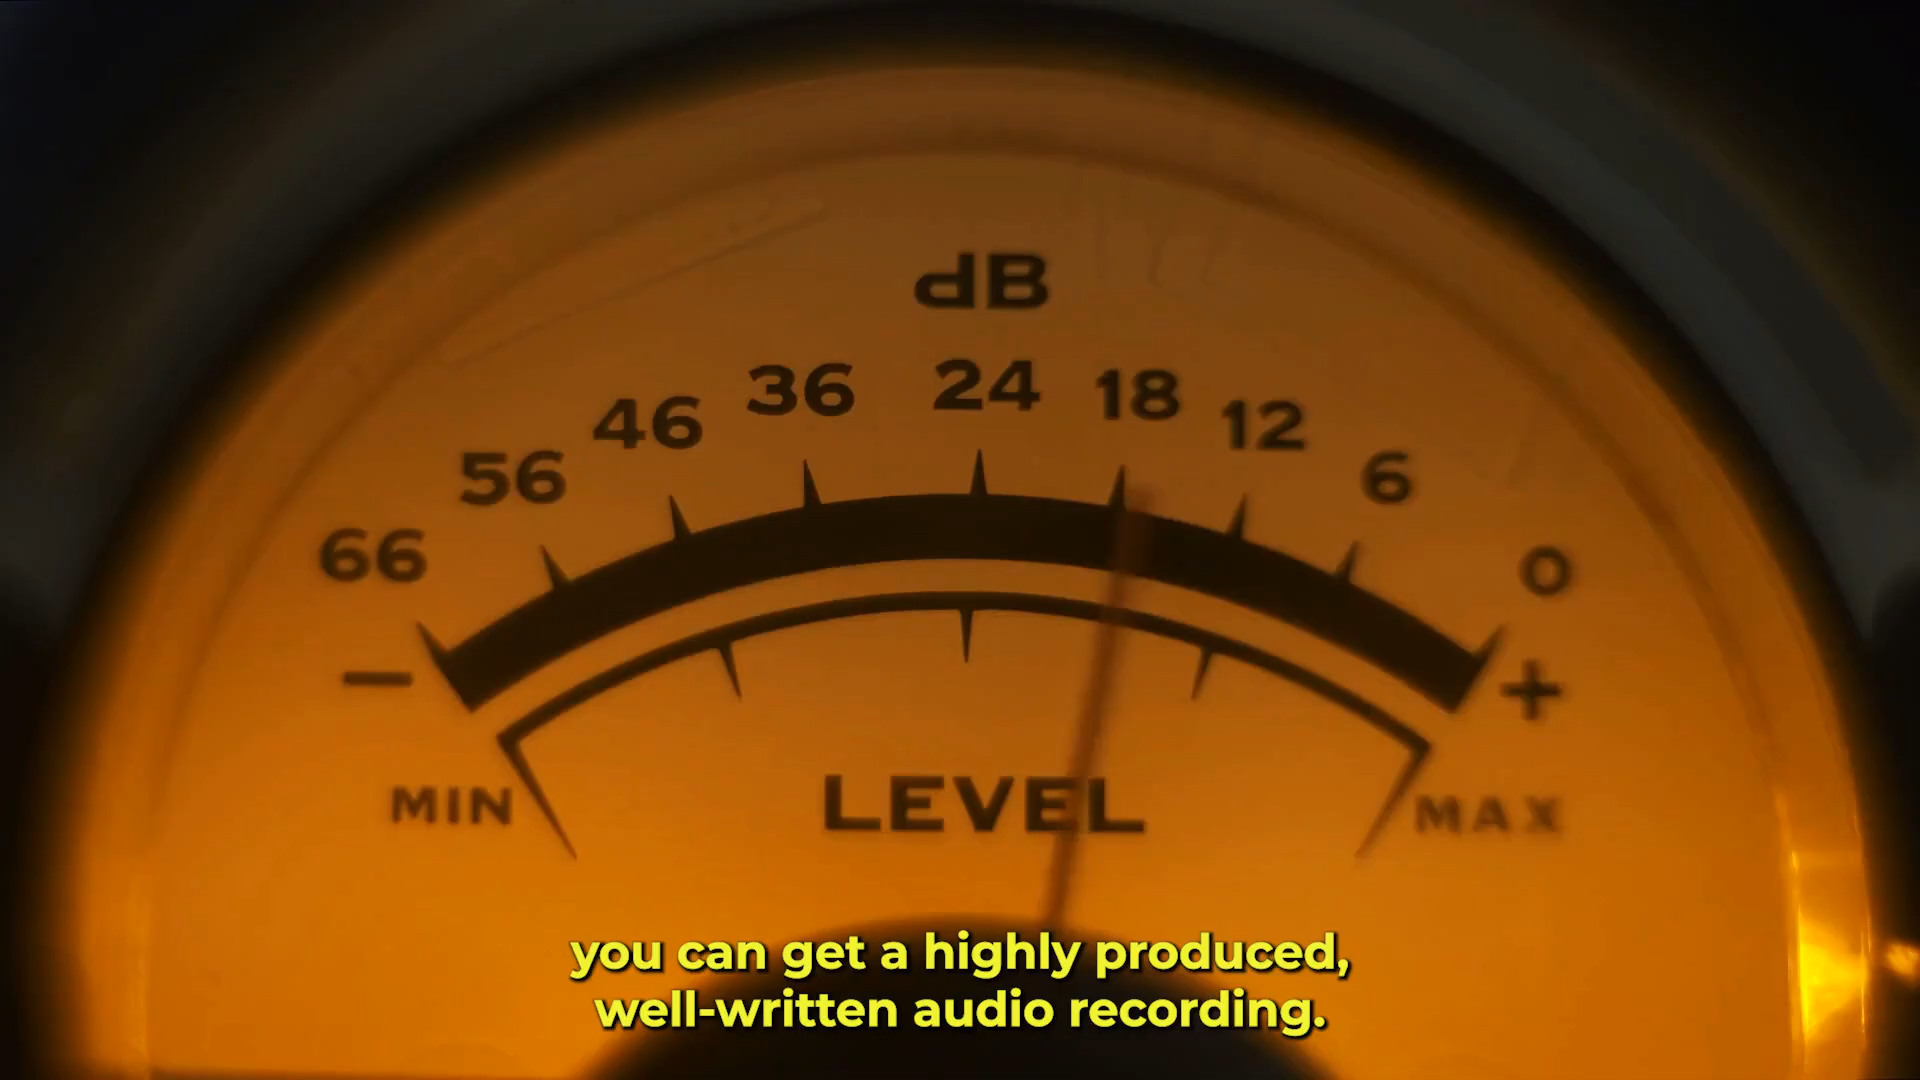 dB
66 56 46 36 24 18 12 6 0
− +
MIN LEVEL MAX
you can get a highly produced,
well-written audio recording.